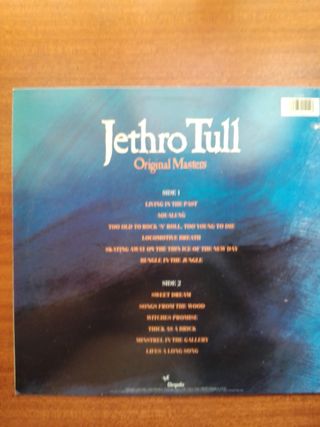 Jethro Tull
Original Masters
SIDE 1
LIVING IN THE PAST
AQUALUNG
TOO OLD TO ROCK 'N' ROLL, TOO YOUNG TO DIE
LOCOMOTIVE BREATH
SKATING AWAY ON THE THIN ICE OF THE NEW DAY
BUNGLE IN THE JUNGLE
SIDE 2
SWEET DREAM
SONGS FROM THE WOOD
WITCHES PROMISE
THICK AS A BRICK
MINSTREL IN THE GALLERY
LIFES A LONG SONG
Chrysalis